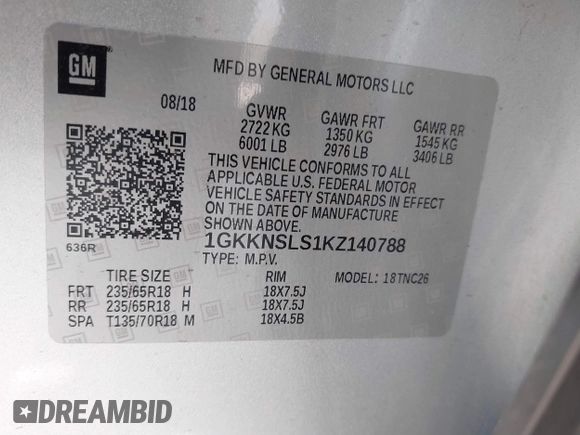 GM
MFD BY GENERAL MOTORS LLC
08/18
GVWR
2722 KG
6001 LB
GAWR FRT
1350 KG
2976 LB
GAWR RR
1545 KG
3406 LB
THIS VEHICLE CONFORMS TO ALL
APPLICABLE U.S. FEDERAL MOTOR
VEHICLE SAFETY STANDARDS IN EFFECT
ON THE DATE OF MANUFACTURE
SHOWN ABOVE.
636R
1GKKNSLS1KZ140788
TYPE: M.P.V.
MODEL: 18TNC26
TIRE SIZE RIM
FRT 235/65R18 H 18X7.5J
RR 235/65R18 H 18X7.5J
SPA T135/70R18 M 18X4.5B
DREAMBID